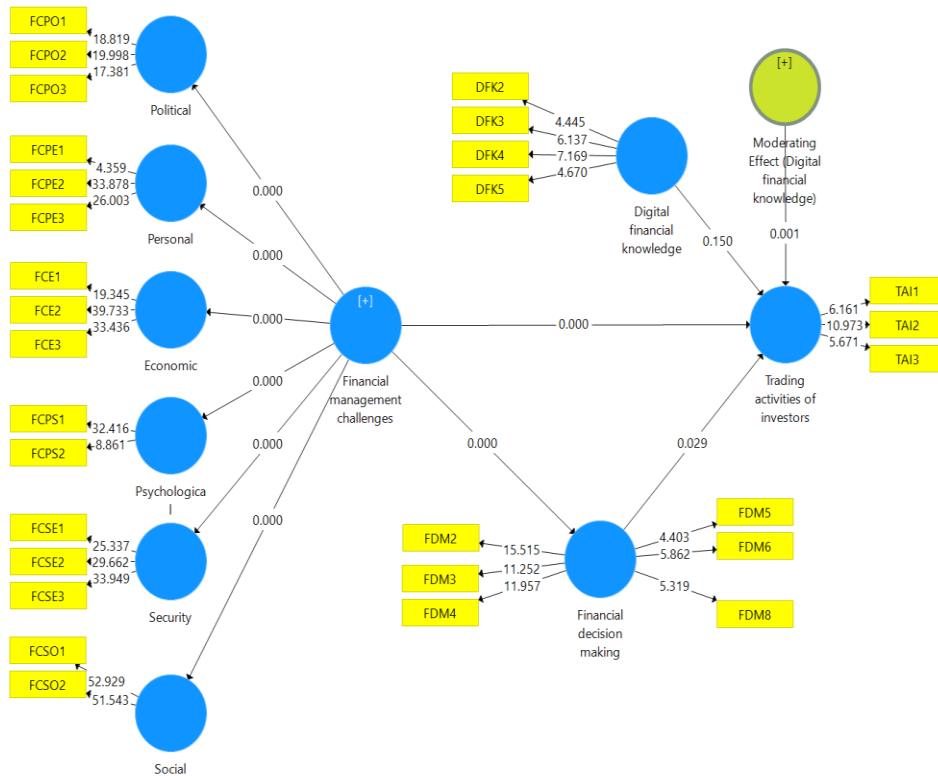 FCPO1
18.819
FCPO2
19.998
17.381
FCPO3
Political
FCPE1
4.359
FCPE2
33.878
26.003
FCPE3
Personal
FCE1
19.345
FCE2
39.733
33.436
FCE3
Economic
FCPS1
32.416
8.861
FCPS2
Psychologica
l
FCSE1
25.337
FCSE2
29.662
33.949
FCSE3
Security
FCSO1
52.929
FCSO2
51.543
Social
0.000
0.000
0.000
0.000
0.000
0.000
[+]
Financial
management
challenges
0.000
0.000
DFK2
4.445
DFK3
6.137
DFK4
7.169
4.670
DFK5
Digital
financial
knowledge
0.150
[+]
Moderating
Effect (Digital
financial
knowledge)
0.001
TAI1
6.161
10.973
TAI2
5.671
TAI3
Trading
activities of
investors
0.029
FDM2
15.515
FDM3
11.252
11.957
FDM4
FDM5
4.403
5.862
FDM6
5.319
FDM8
Financial
decision
making